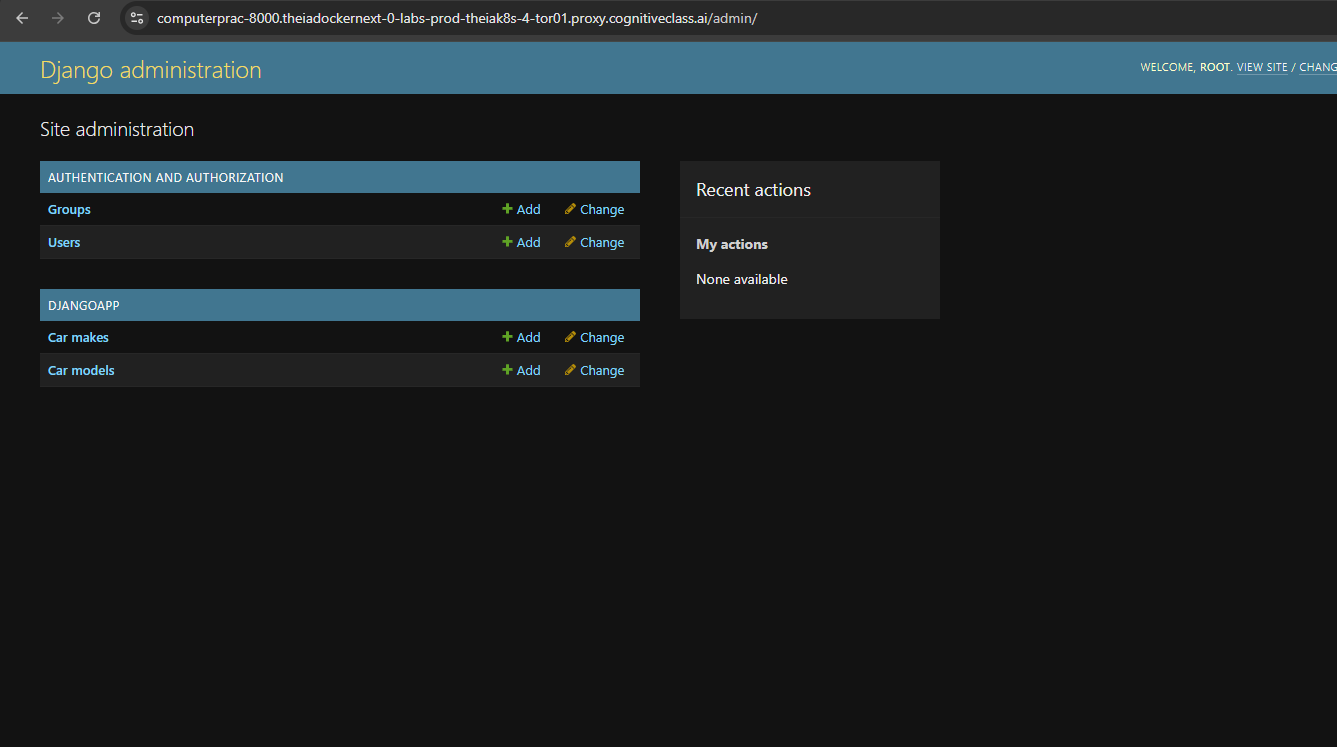 computerprac-8000.theiadockernext-0-labs-prod-theiak8s-4-tor01.proxy.cognitiveclass.ai/admin/
Django administration
WELCOME, ROOT. VIEW SITE / CHANG
Site administration
AUTHENTICATION AND AUTHORIZATION
Groups Add Change
Users Add Change
DJANGOAPP
Car makes Add Change
Car models Add Change
Recent actions
My actions
None available